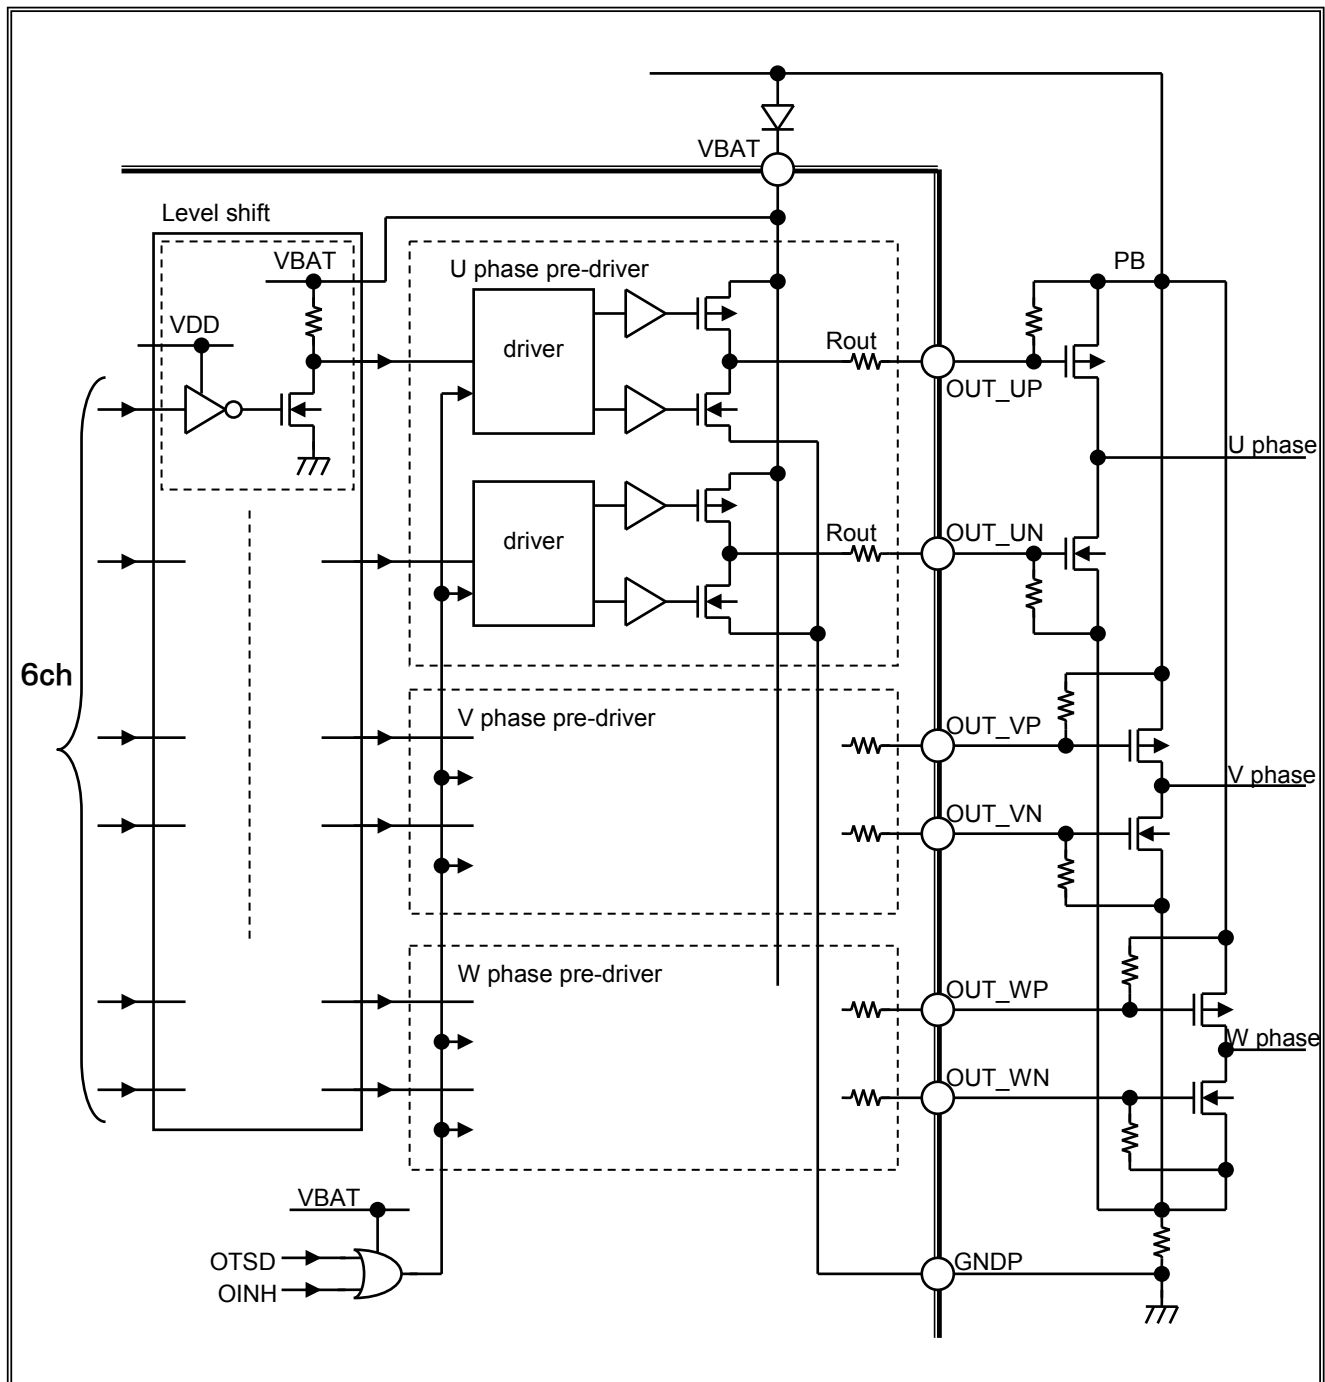 VBAT
Level shift
VBAT
U phase pre-driver
PB
VDD
driver
Rout
OUT_UP
U phase
driver
Rout
OUT_UN
6ch
V phase pre-driver
OUT_VP
V phase
OUT_VN
W phase pre-driver
OUT_WP
W phase
OUT_WN
VBAT
OTSD
OINH
GNDP